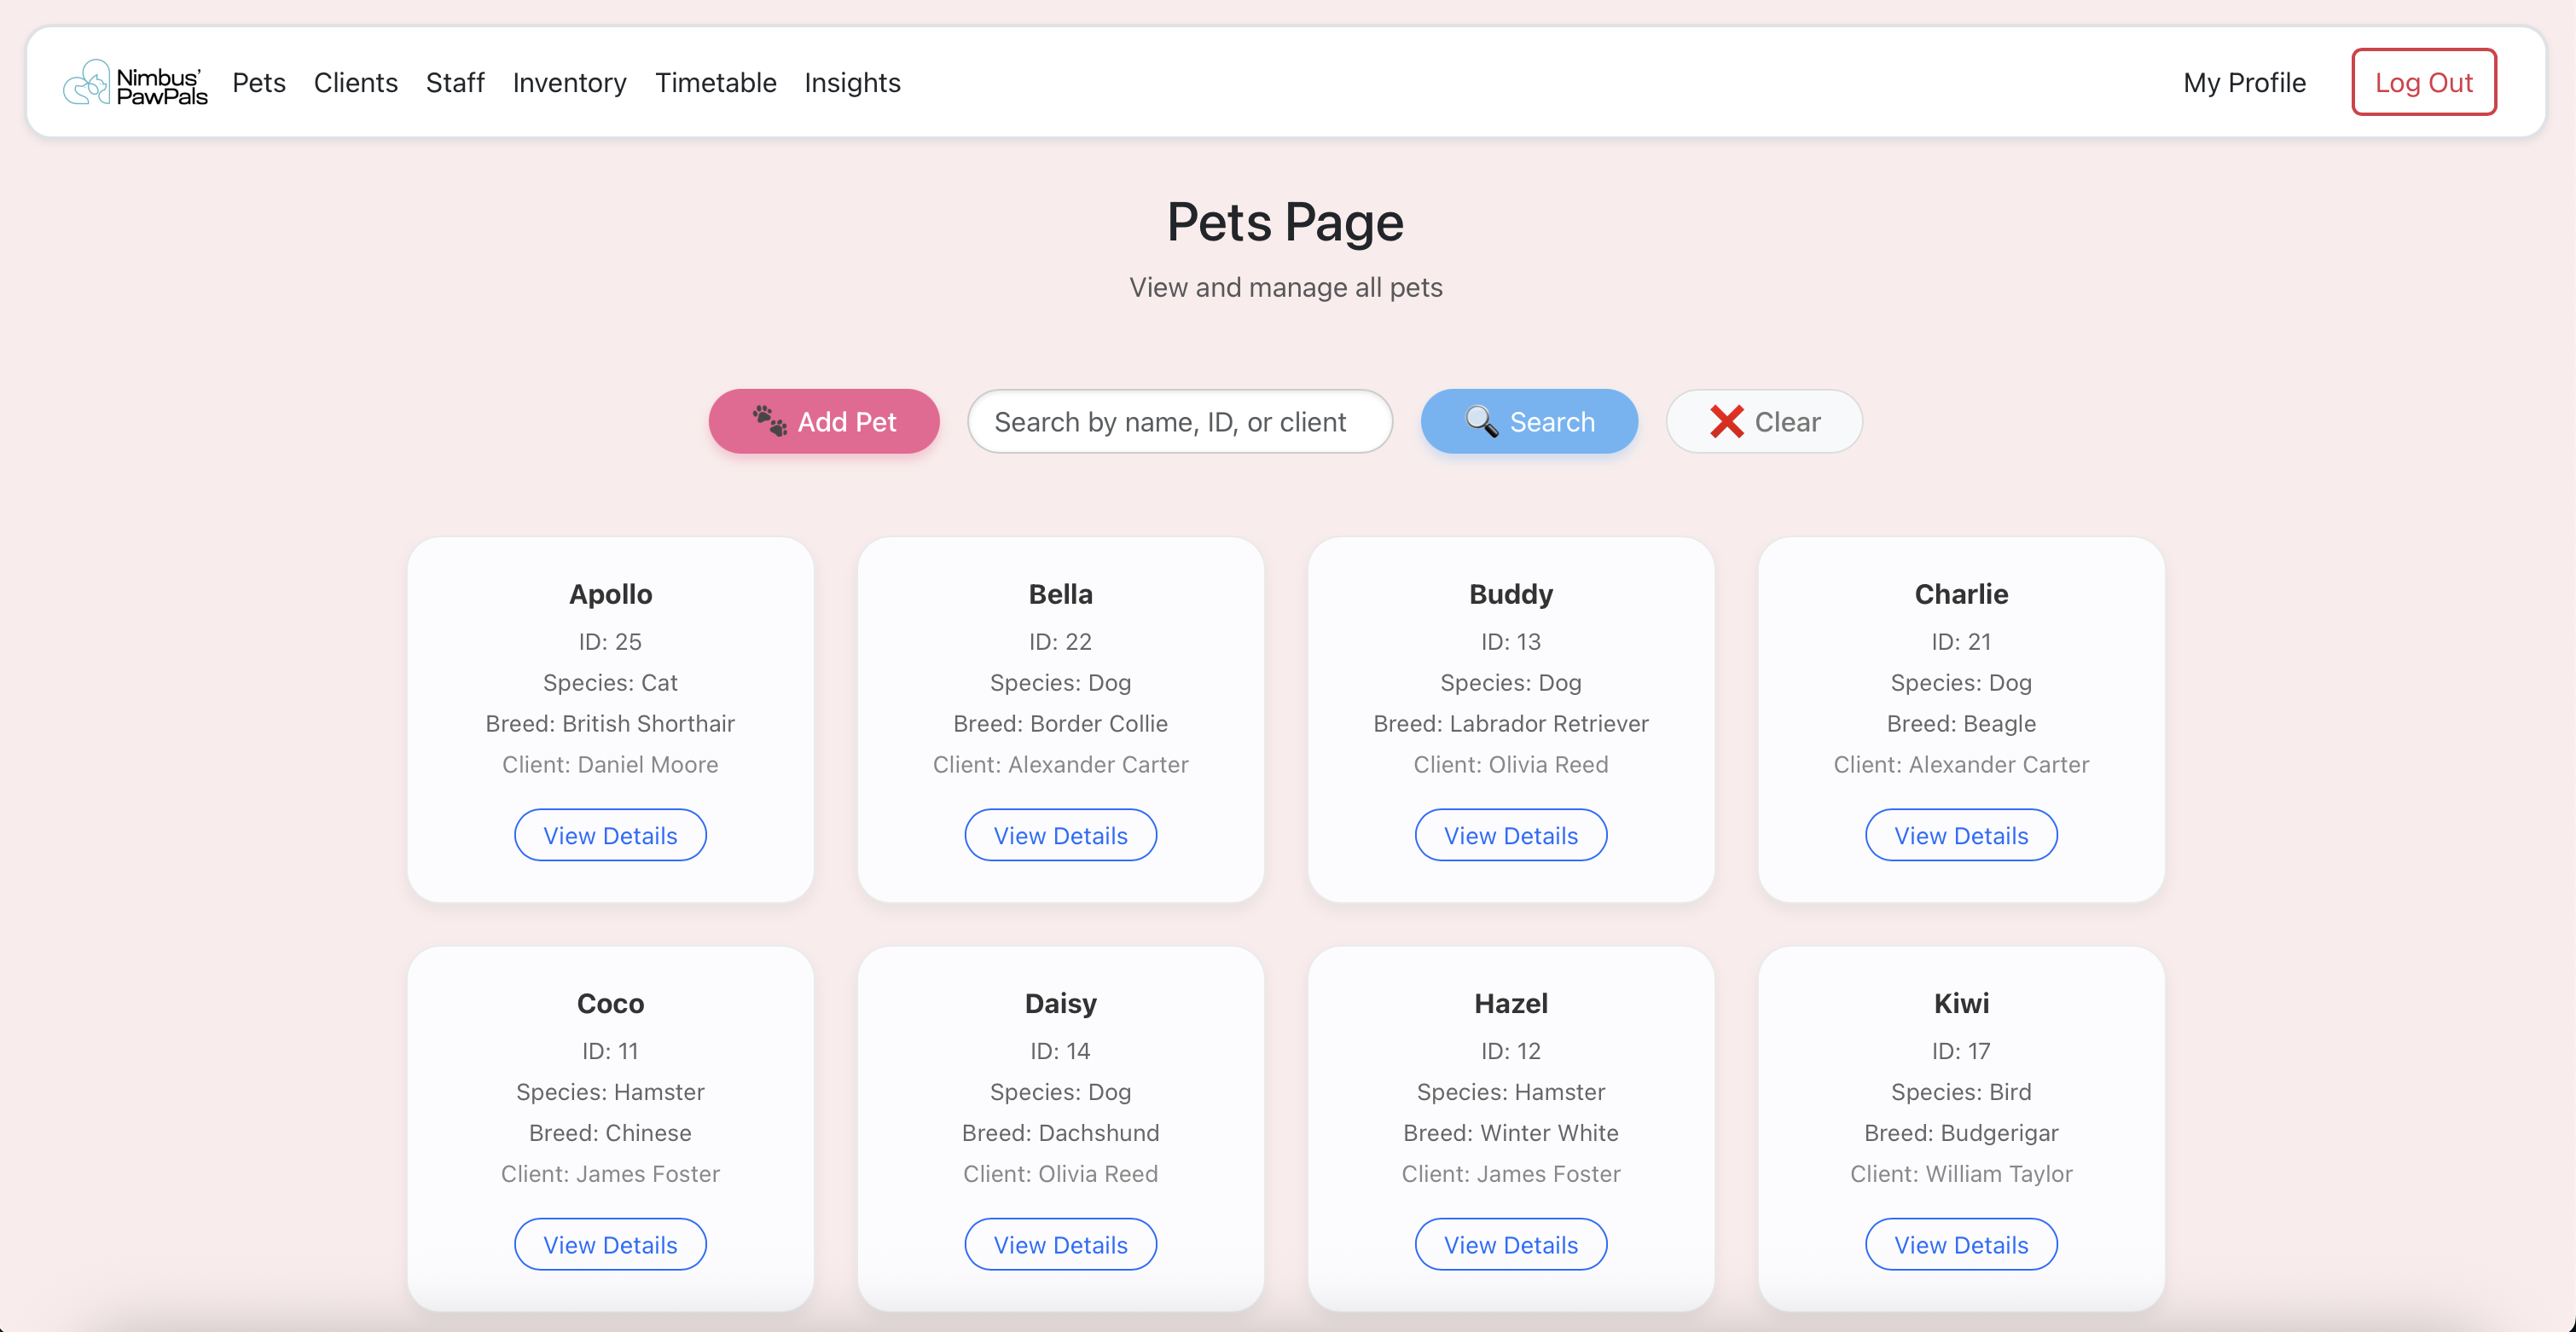 Nimbus' PawPals
Pets Clients Staff Inventory Timetable Insights My Profile Log Out
Pets Page
View and manage all pets
Add Pet Search by name, ID, or client Search Clear
Apollo
ID: 25
Species: Cat
Breed: British Shorthair
Client: Daniel Moore
View Details
Bella
ID: 22
Species: Dog
Breed: Border Collie
Client: Alexander Carter
View Details
Buddy
ID: 13
Species: Dog
Breed: Labrador Retriever
Client: Olivia Reed
View Details
Charlie
ID: 21
Species: Dog
Breed: Beagle
Client: Alexander Carter
View Details
Coco
ID: 11
Species: Hamster
Breed: Chinese
Client: James Foster
View Details
Daisy
ID: 14
Species: Dog
Breed: Dachshund
Client: Olivia Reed
View Details
Hazel
ID: 12
Species: Hamster
Breed: Winter White
Client: James Foster
View Details
Kiwi
ID: 17
Species: Bird
Breed: Budgerigar
Client: William Taylor
View Details